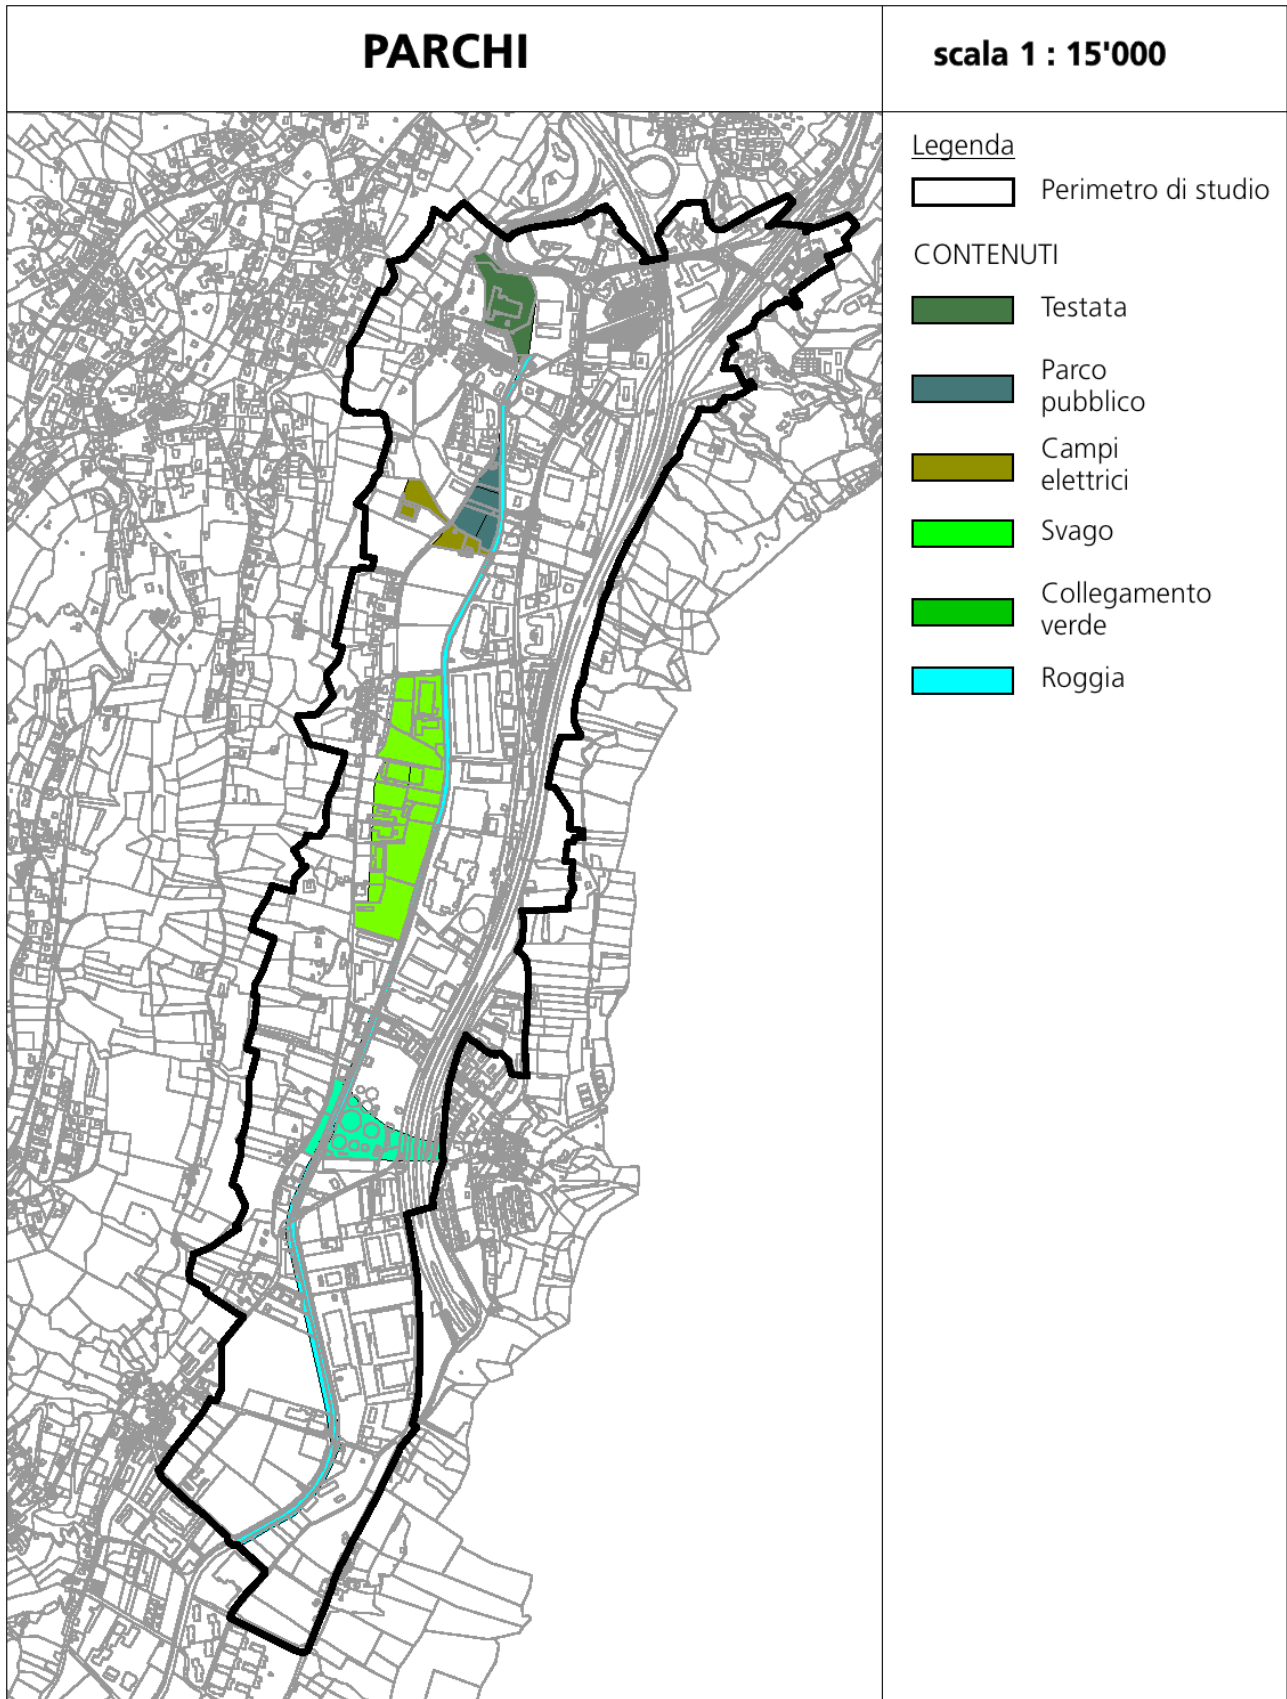 PARCHI
scala 1 : 15'000
Legenda
Perimetro di studio
CONTENUTI
Testata
Parco
pubblico
Campi
elettrici
Svago
Collegamento
verde
Roggia